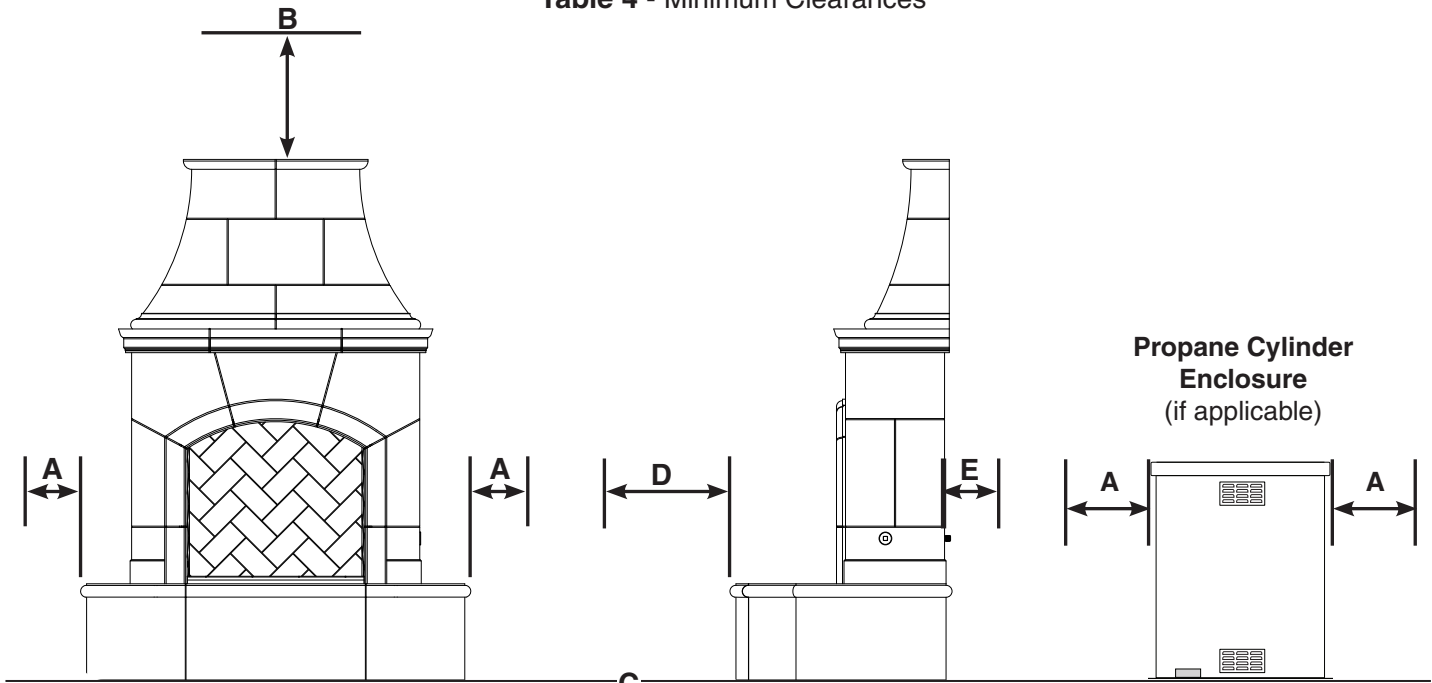 Table 4 - Minimum Clearances
B
Propane Cylinder
Enclosure
(if applicable)
A
A
D
E
A
A
C